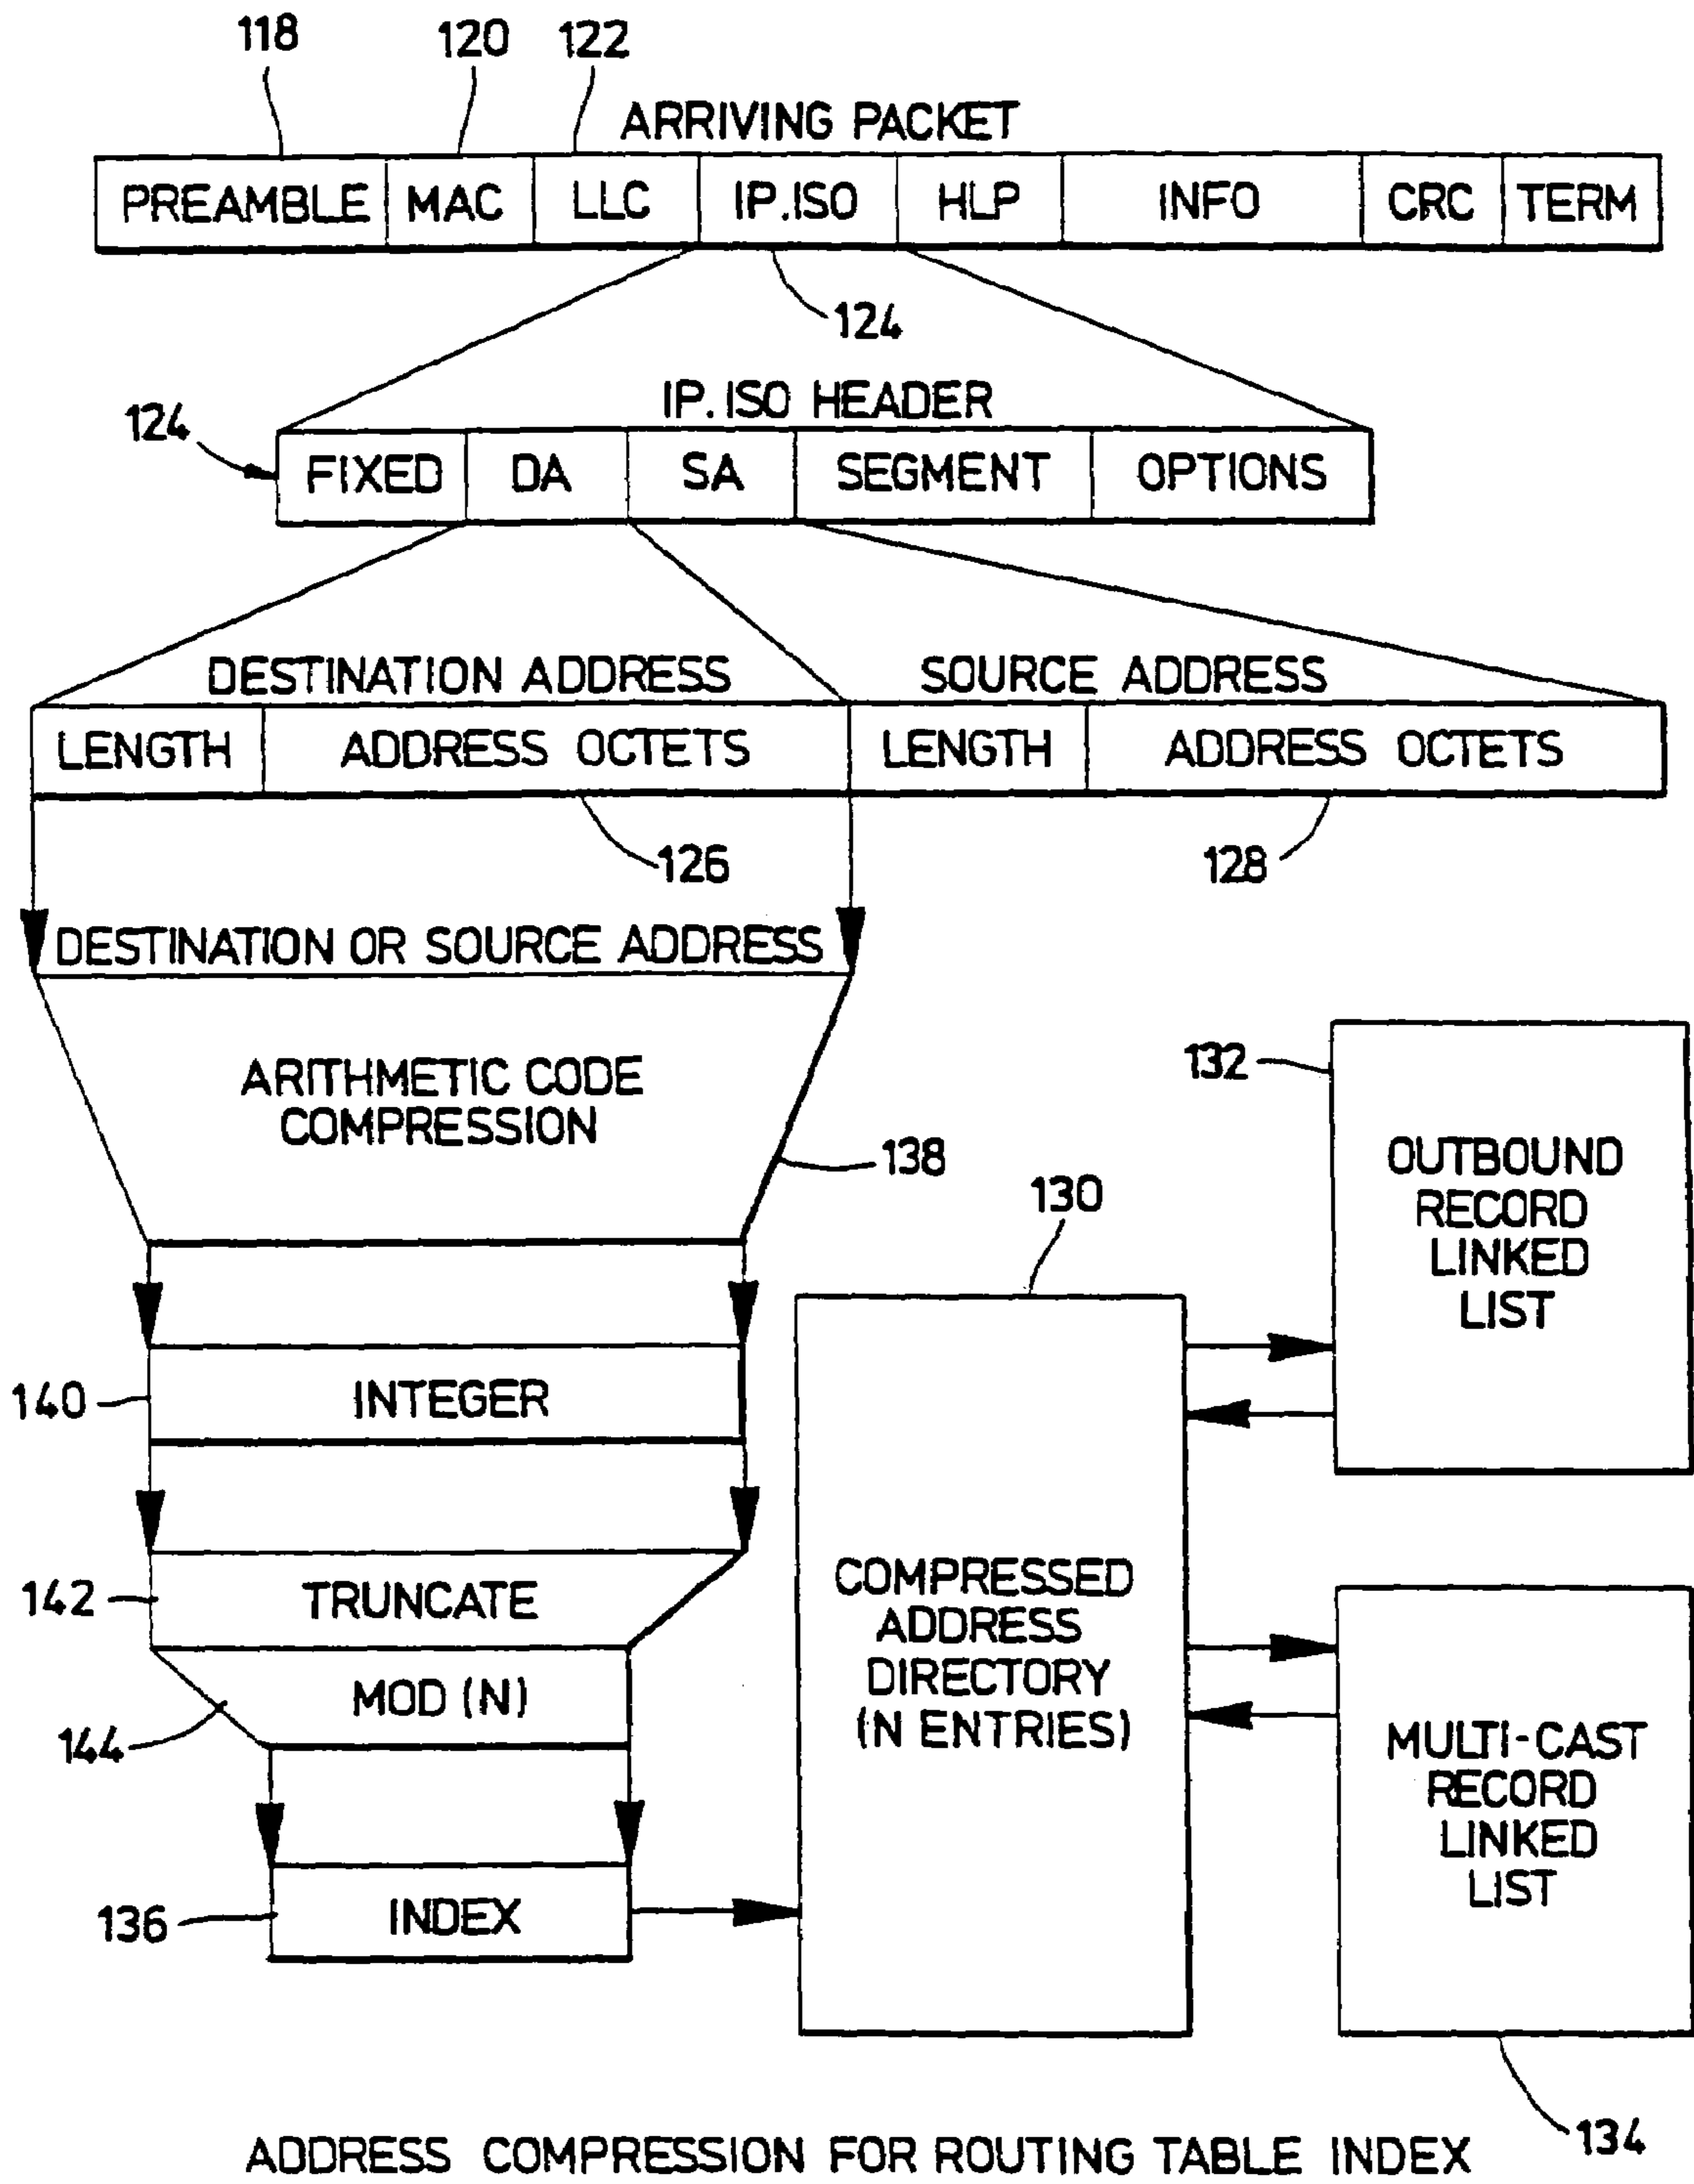 118 120 122
ARRIVING PACKET
PREAMBLE MAC LLC IP.ISO HLP INFO CRC TERM
124
IP.ISO HEADER
124
FIXED DA SA SEGMENT OPTIONS
DESTINATION ADDRESS SOURCE ADDRESS
LENGTH ADDRESS OCTETS LENGTH ADDRESS OCTETS
126 128
DESTINATION OR SOURCE ADDRESS
ARITHMETIC CODE
COMPRESSION
138
140
INTEGER
142
TRUNCATE
MOD (N)
144
136
INDEX
130
COMPRESSED
ADDRESS
DIRECTORY
(N ENTRIES)
132
OUTBOUND
RECORD
LINKED
LIST
MULTI-CAST
RECORD
LINKED
LIST
134
ADDRESS COMPRESSION FOR ROUTING TABLE INDEX